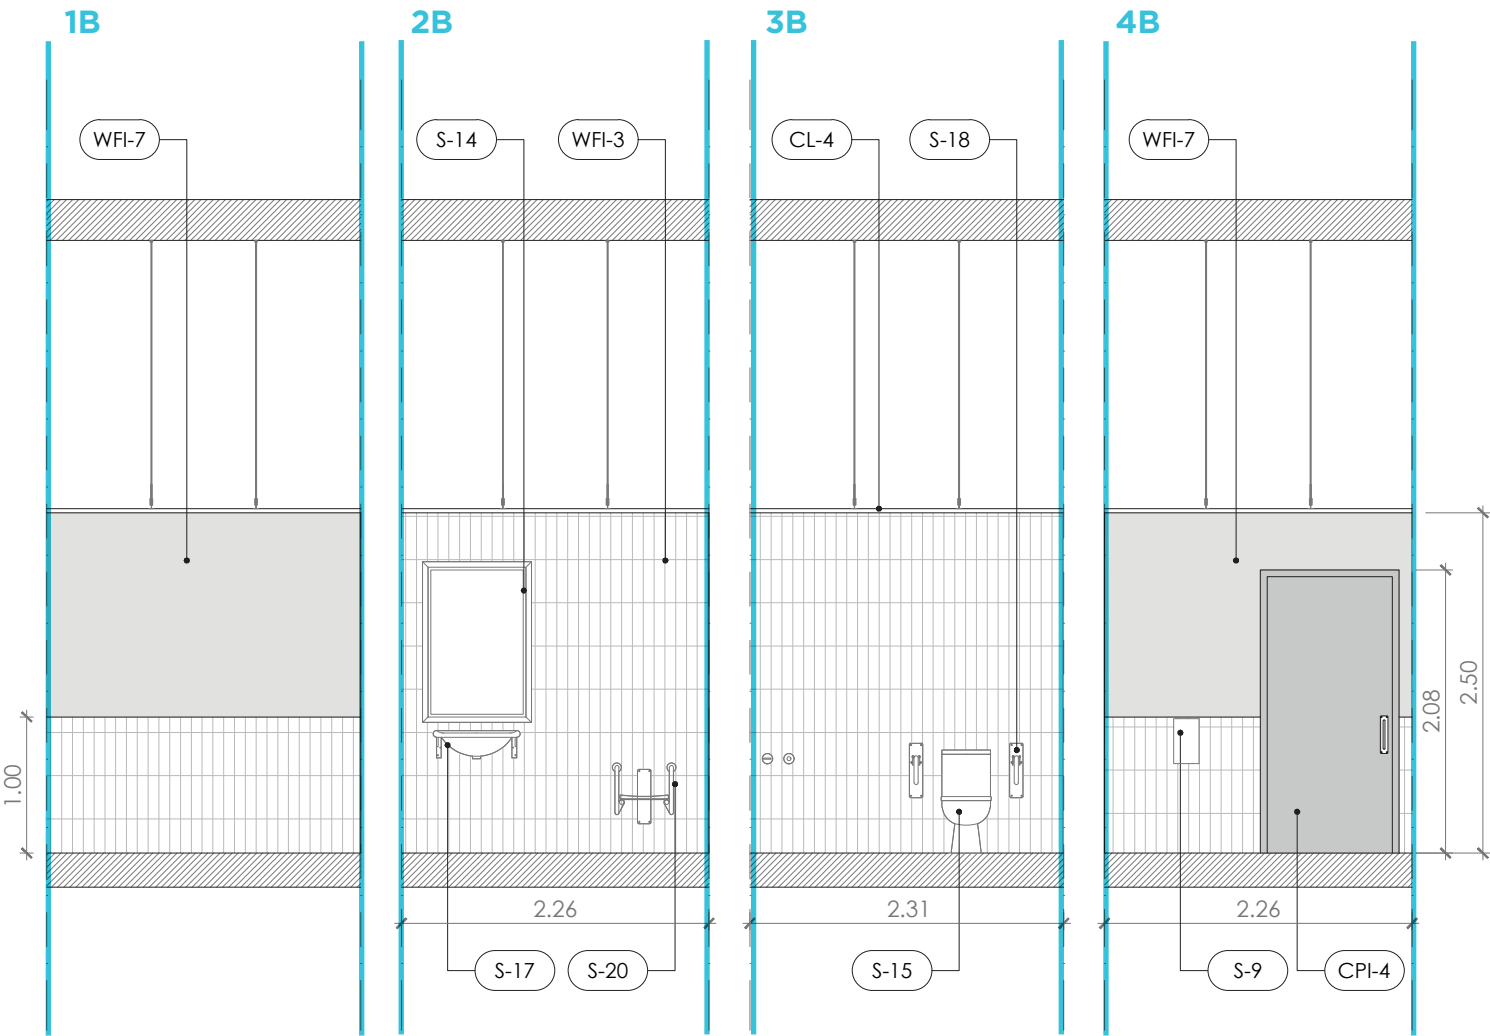 1B
2B
3B
4B
WFI-7
S-14
WFI-3
CL-4
S-18
WFI-7
1.00
2.08
2.50
2.26
2.31
2.26
S-17
S-20
S-15
S-9
CPI-4